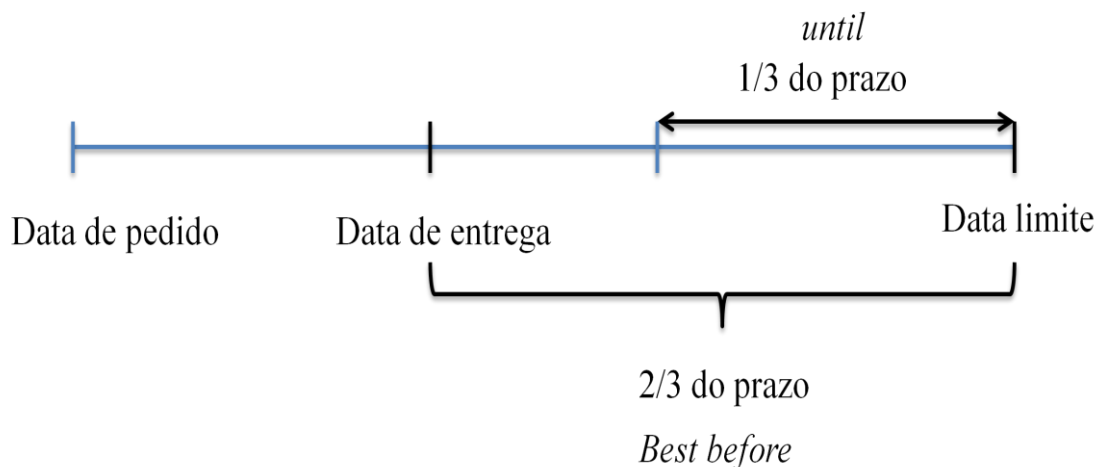 until
1/3 do prazo
Data de pedido
Data de entrega
Data limite
2/3 do prazo
Best before